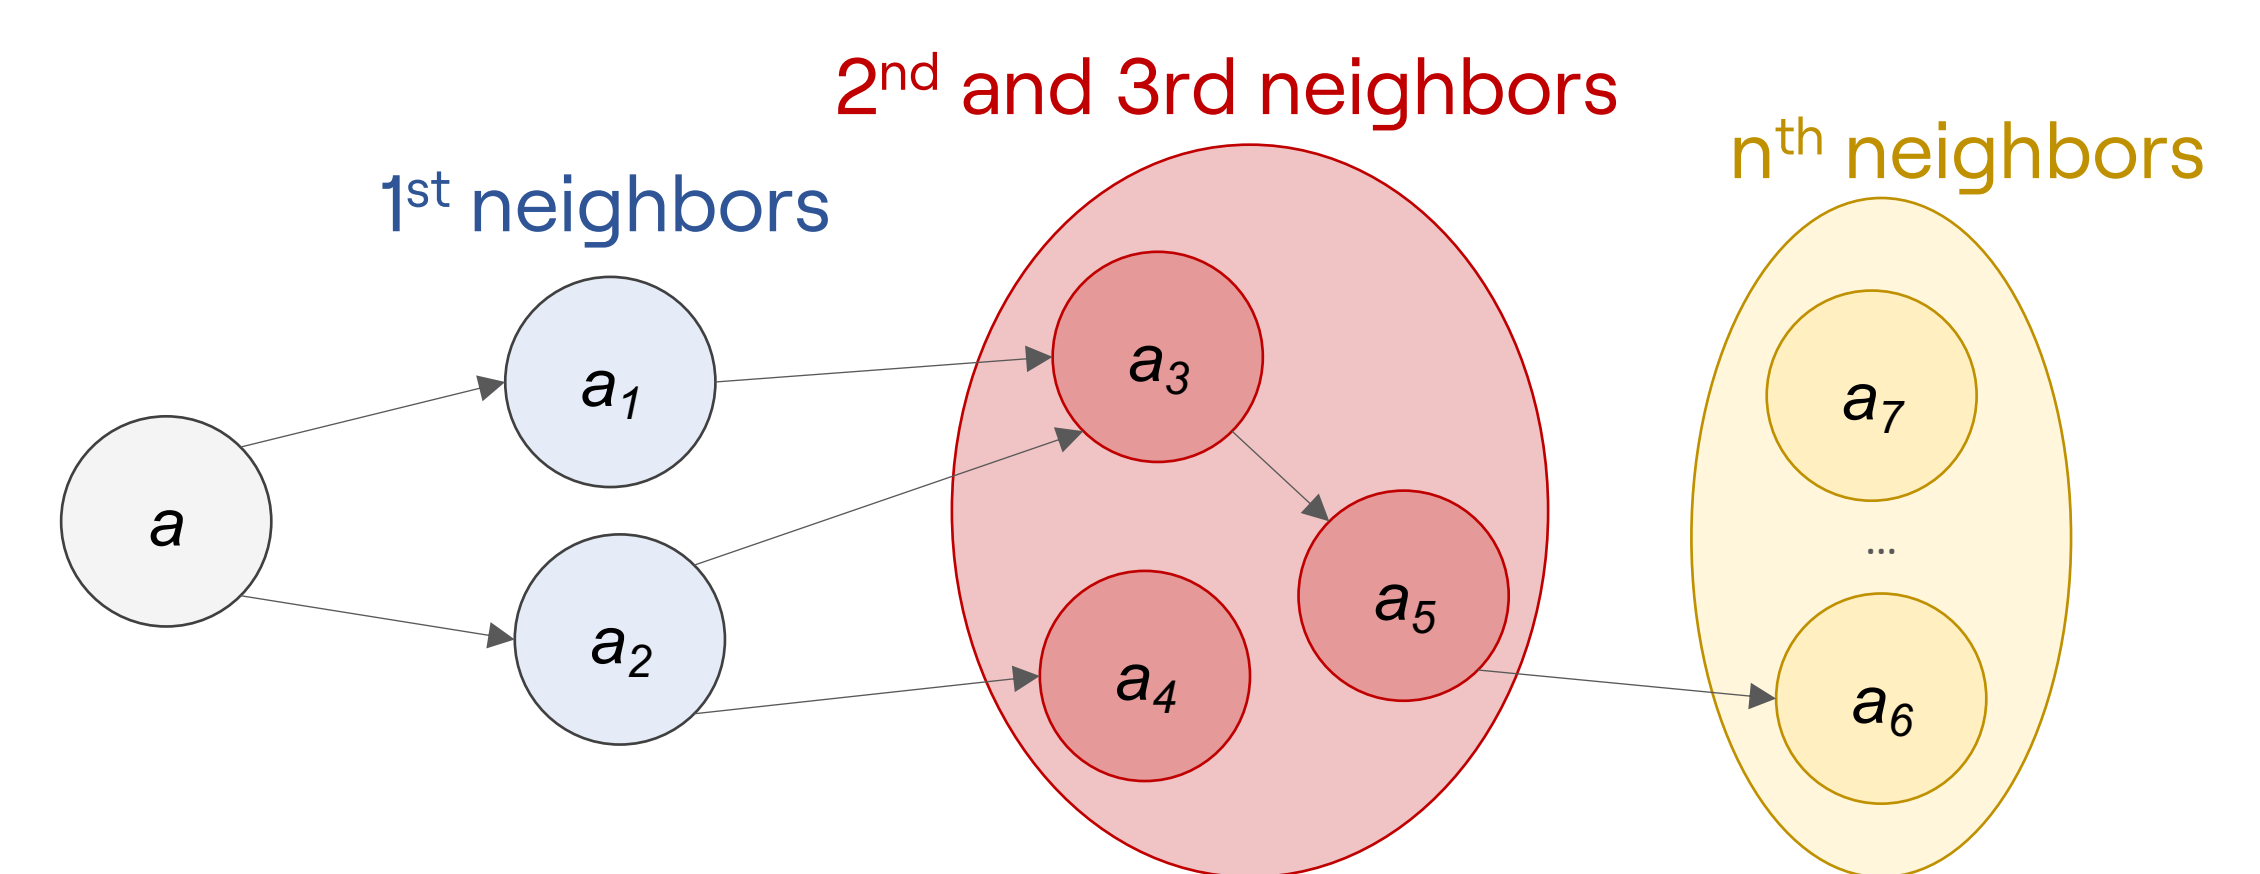 2nd and 3rd neighbors
nth neighbors
1st neighbors
a
a1
a2
a3
a4
a5
a7
...
a6